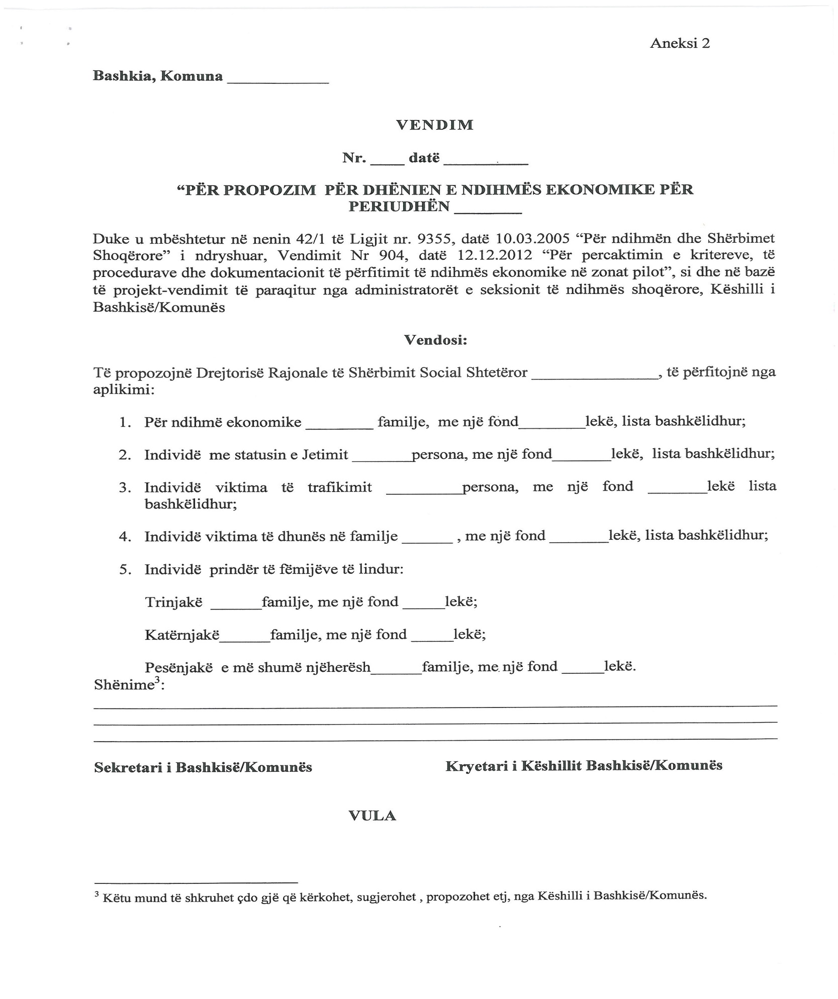 Aneksi 2
Bashkia, Komuna ____________
VENDIM
Nr. ____ datë __________
“PËR PROPOZIM PËR DHËNIEN E NDIHMËS EKONOMIKE PËR
PERIUDHËN ________
Duke u mbështetur në nenin 42/1 të Ligjit nr. 9355, datë 10.03.2005 “Për ndihmën dhe Shërbimet
Shoqërore” i ndryshuar, Vendimit Nr 904, datë 12.12.2012 “Për percaktimin e kritereve, të
procedurave dhe dokumentacionit të përfitimit të ndihmës ekonomike në zonat pilot”, si dhe në bazë
të projekt-vendimit të paraqitur nga administratorët e seksionit të ndihmës shoqërore, Këshilli i
Bashkisë/Komunës
Vendosi:
Të propozojnë Drejtorisë Rajonale të Shërbimit Social Shtetëror _______________, të përfitojnë nga
aplikimi:
1. Për ndihmë ekonomike ________ familje, me një fond________lekë, lista bashkëlidhur;
2. Individë me statusin e Jetimit _______persona, me një fond_______lekë, lista bashkëlidhur;
3. Individë viktima të trafikimit _________persona, me një fond _______lekë lista
bashkëlidhur;
4. Individë viktima të dhunës në familje ______ , me një fond _______lekë, lista bashkëlidhur;
5. Individë prindër të fëmijëve të lindur:
Trinjakë ______familje, me një fond _____lekë;
Katërnjakë______familje, me një fond _____lekë;
Pesënjakë e më shumë njëherësh______familje, me një fond _____lekë.
Shënime³:
Sekretari i Bashkisë/Komunës Kryetari i Këshillit Bashkisë/Komunës
VULA
³ Këtu mund të shkruhet çdo gjë që kërkohet, sugjerohet , propozohet etj, nga Këshilli i Bashkisë/Komunës.